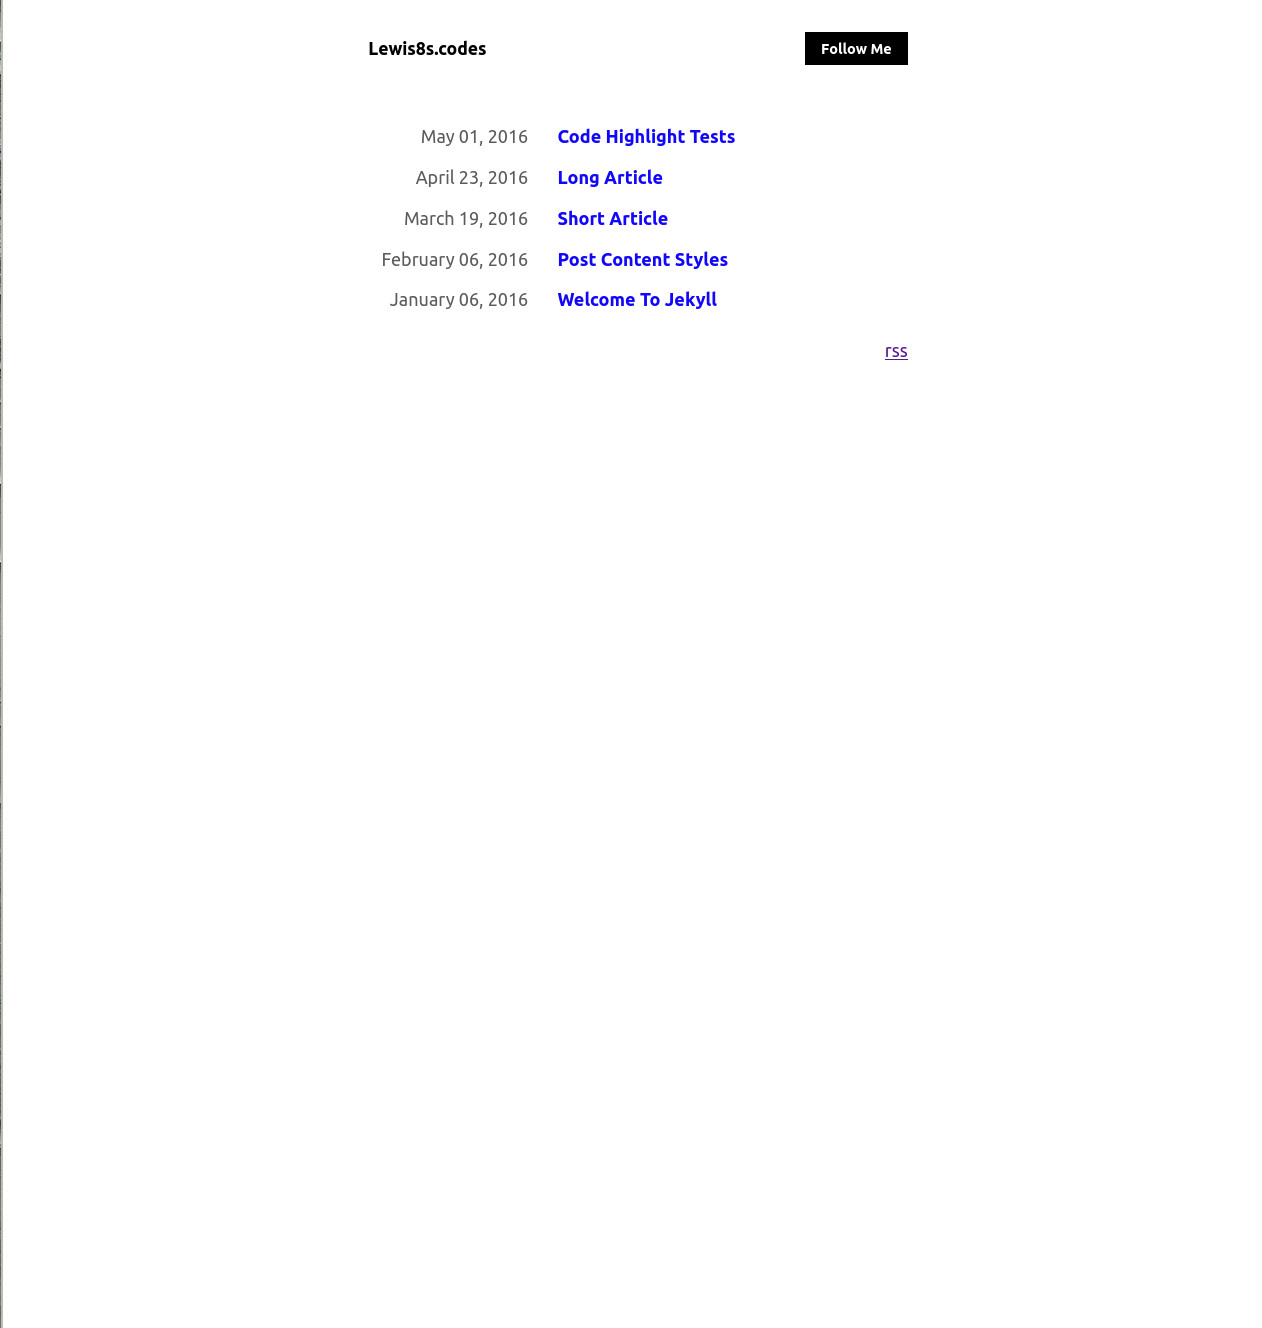 Lewis8s.codes Follow Me
May 01, 2016 Code Highlight Tests
April 23, 2016 Long Article
March 19, 2016 Short Article
February 06, 2016 Post Content Styles
January 06, 2016 Welcome To Jekyll
rss